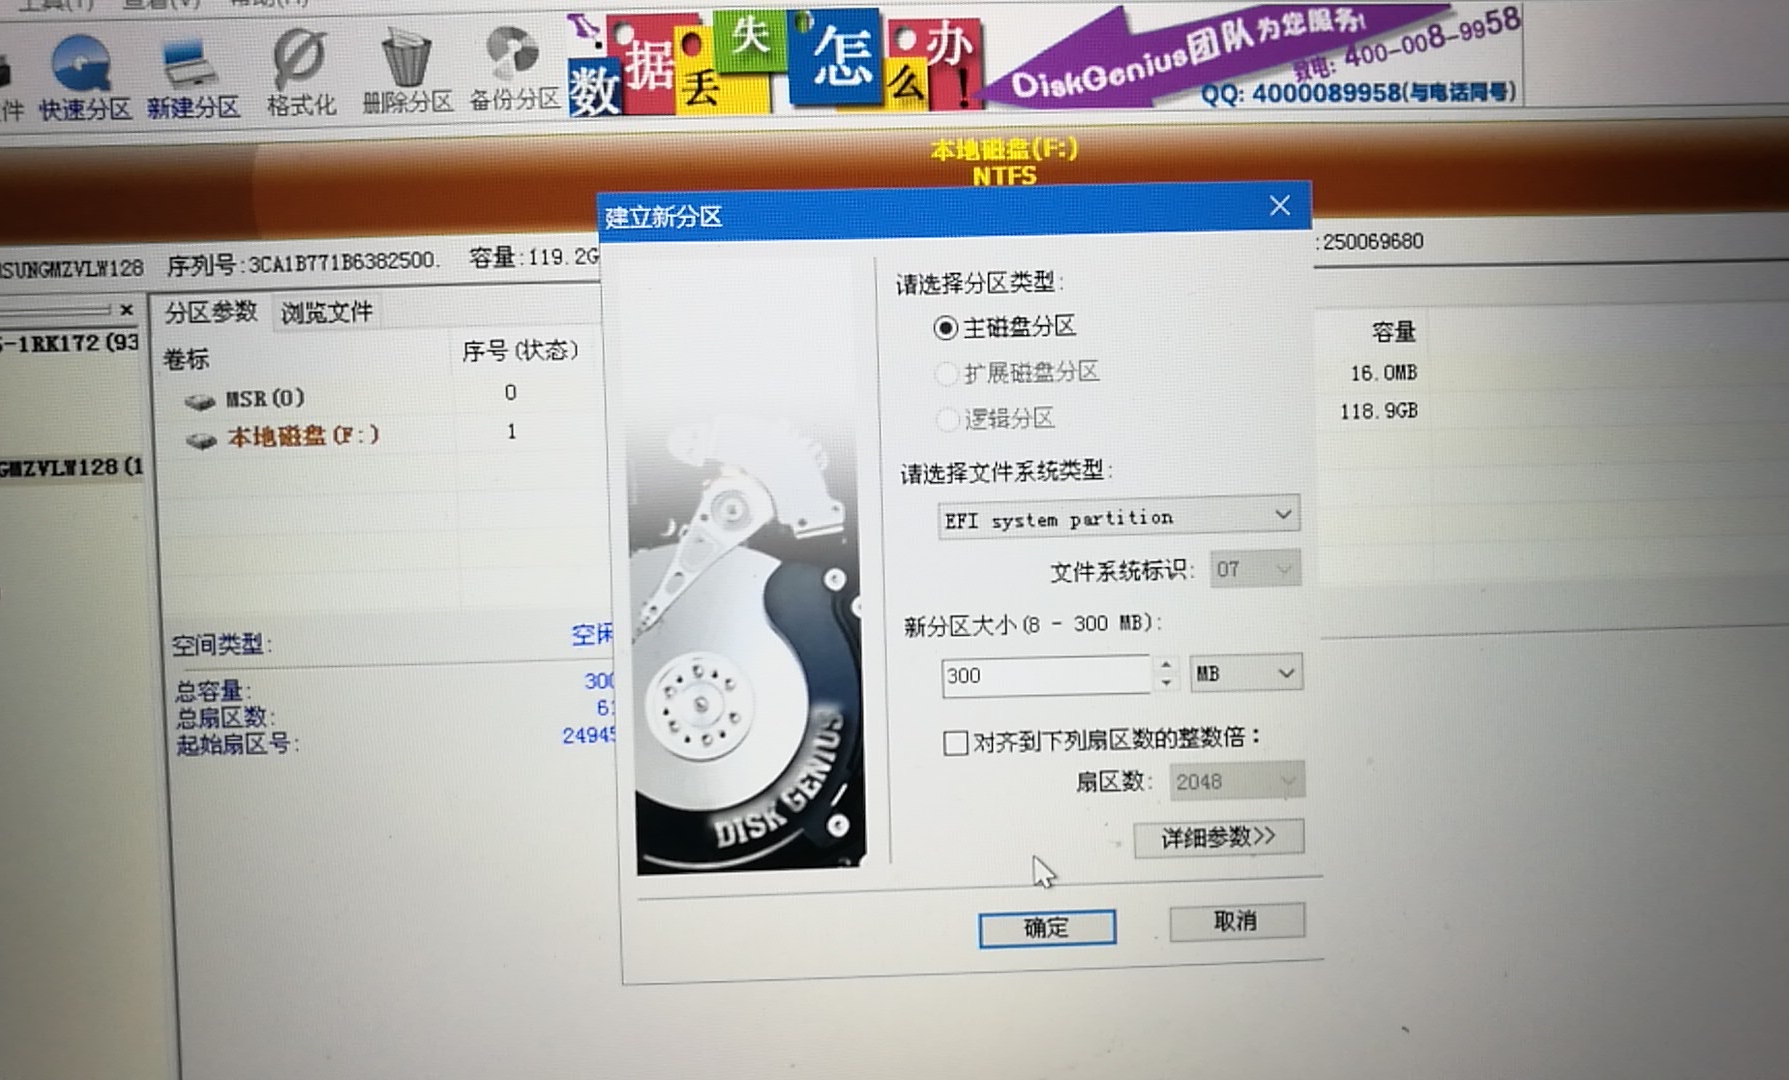 工具(T) 查看(V) 帮助(H)
件 快速分区 新建分区 格式化 删除分区 备份分区
数据丢失怎么办!
DiskGenius团队为您服务!
致电: 400-008-9958
QQ: 4000089958(与电话同号)
本地磁盘(F:)
NTFS
SUNGMZVLW128 序列号:3CA1B771B6382500. 容量:119.2G
:250069680
建立新分区
-1RK172(93
GMZVLW128(1
分区参数 浏览文件
卷标 序号(状态) 容量
MSR(0) 0 16.0MB
本地磁盘(F:) 1 118.9GB
空间类型: 空闲
总容量: 300
总扇区数: 61
起始扇区号: 24945
请选择分区类型:
主磁盘分区
扩展磁盘分区
逻辑分区
请选择文件系统类型:
EFI system partition
文件系统标识: 07
新分区大小(8 - 300 MB):
300 MB
对齐到下列扇区数的整数倍:
扇区数: 2048
详细参数>>
确定 取消
DISK GENIUS